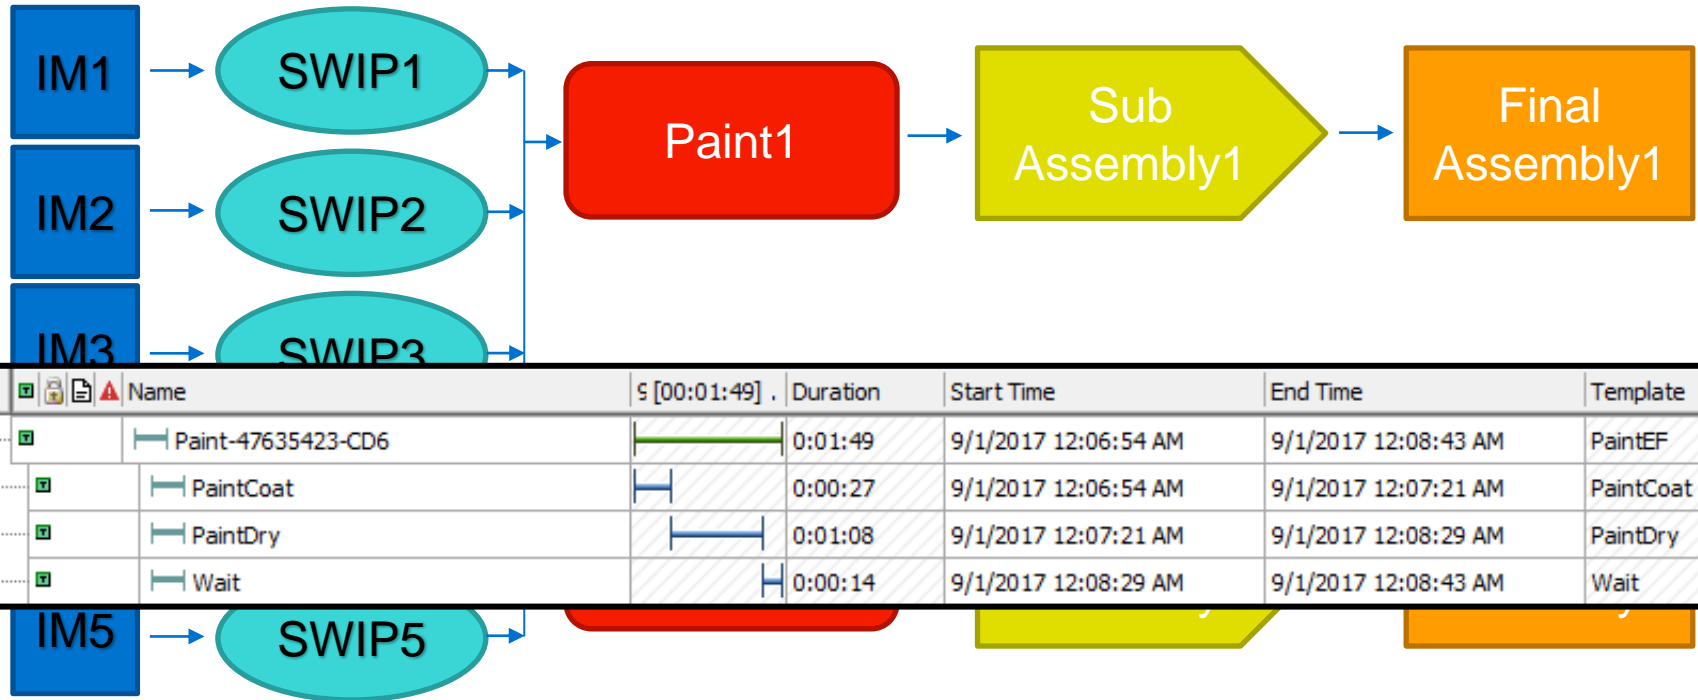 IM1
SWIP1
Paint1
Sub
Assembly1
Final
Assembly1
IM2
SWIP2
IM3
SWIP3
Name [00:01:49] . Duration Start Time End Time Template
Paint-47635423-CD6 0:01:49 9/1/2017 12:06:54 AM 9/1/2017 12:08:43 AM PaintEF
PaintCoat 0:00:27 9/1/2017 12:06:54 AM 9/1/2017 12:07:21 AM PaintCoat
PaintDry 0:01:08 9/1/2017 12:07:21 AM 9/1/2017 12:08:29 AM PaintDry
Wait 0:00:14 9/1/2017 12:08:29 AM 9/1/2017 12:08:43 AM Wait
IM5
SWIP5